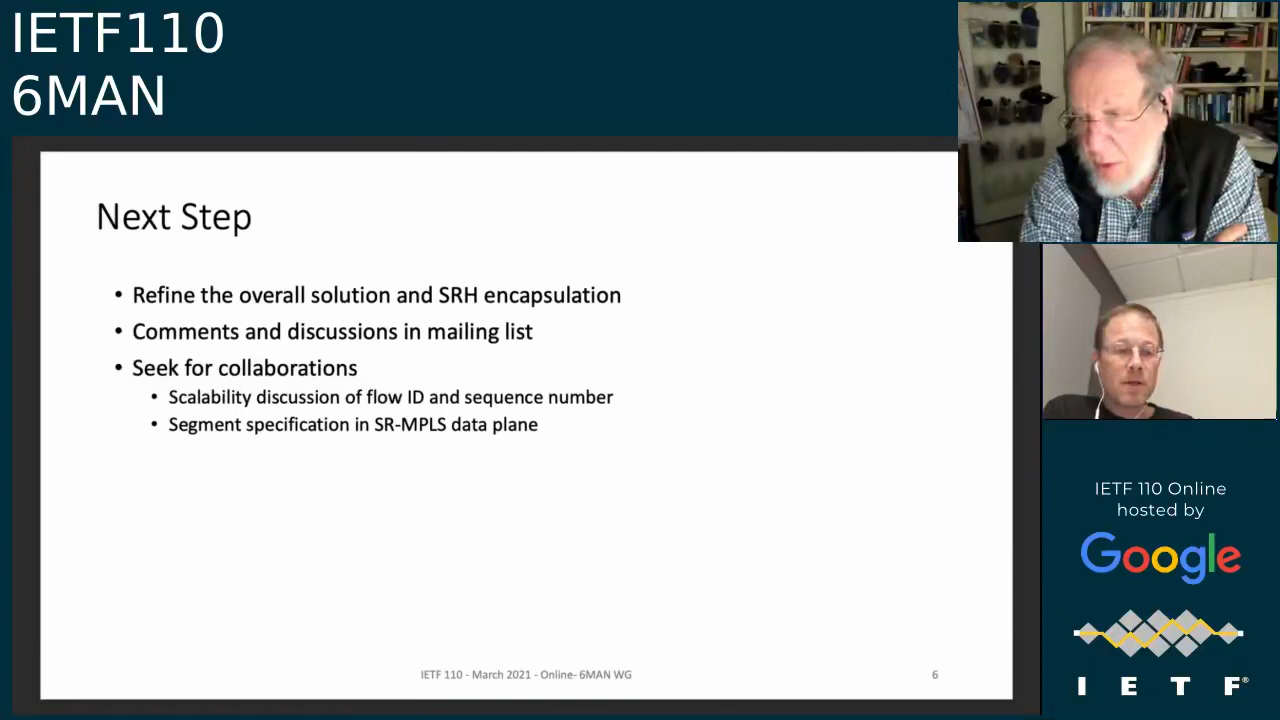 IETF110
6MAN
Next Step
• Refine the overall solution and SRH encapsulation
• Comments and discussions in mailing list
• Seek for collaborations
• Scalability discussion of flow ID and sequence number
• Segment specification in SR-MPLS data plane
IETF 110 - March 2021 - Online- 6MAN WG
6
IETF 110 Online
hosted by
Google
I E T F®